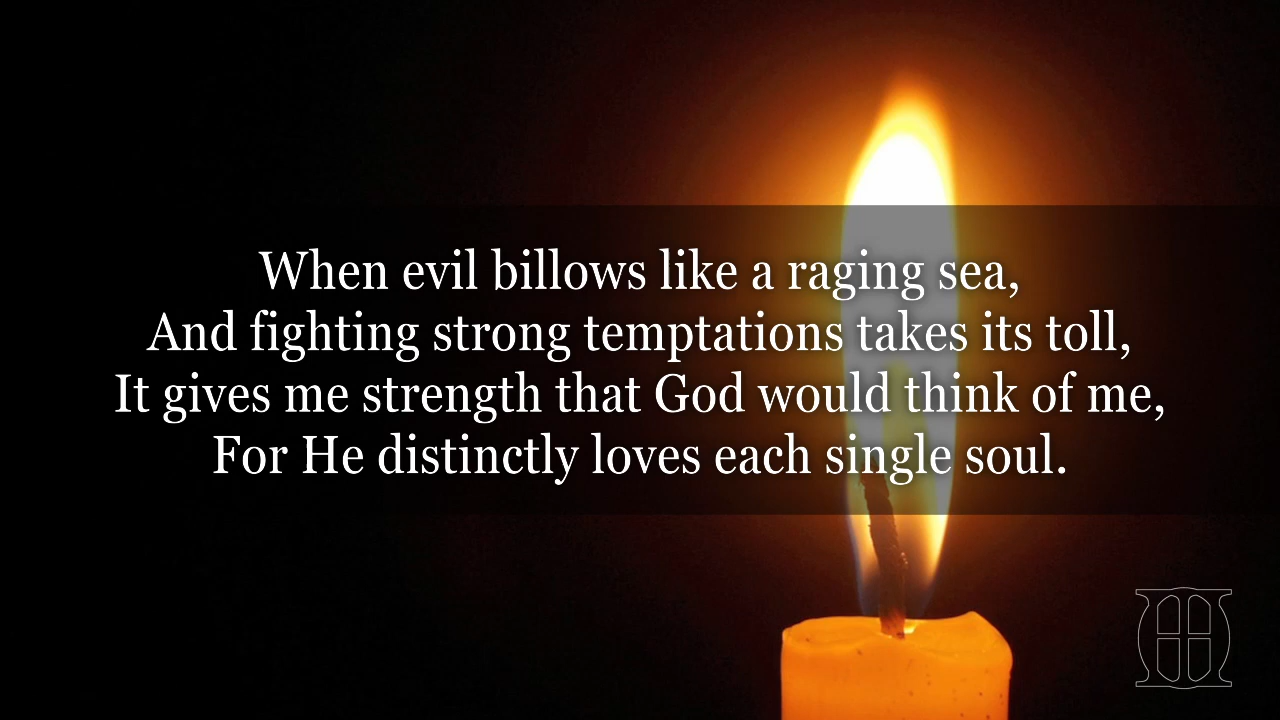 When evil billows like a raging sea,
And fighting strong temptations takes its toll,
It gives me strength that God would think of me,
For He distinctly loves each single soul.